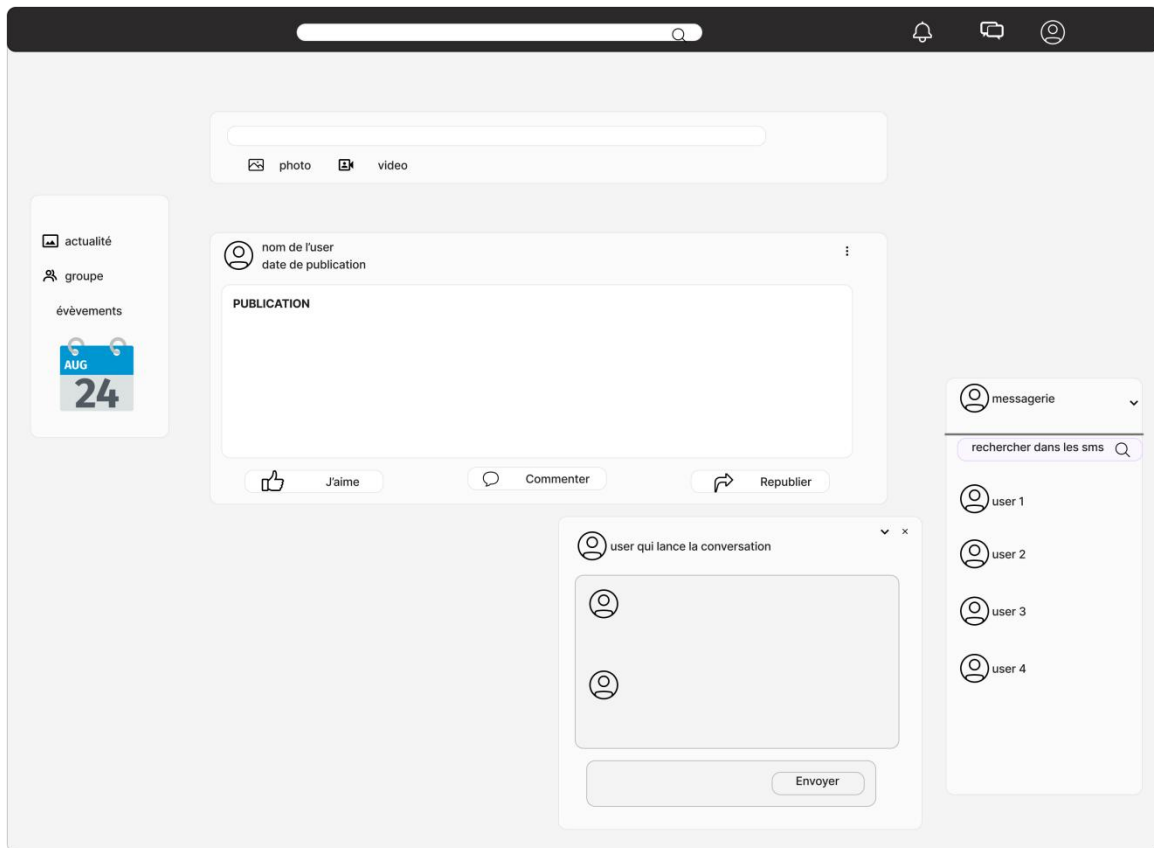 photo
video
actualité
groupe
évèvements
AUG
24
nom de l'user
date de publication
PUBLICATION
J'aime
Commenter
Republier
messagerie
rechercher dans les sms
user 1
user 2
user 3
user 4
user qui lance la conversation
Envoyer